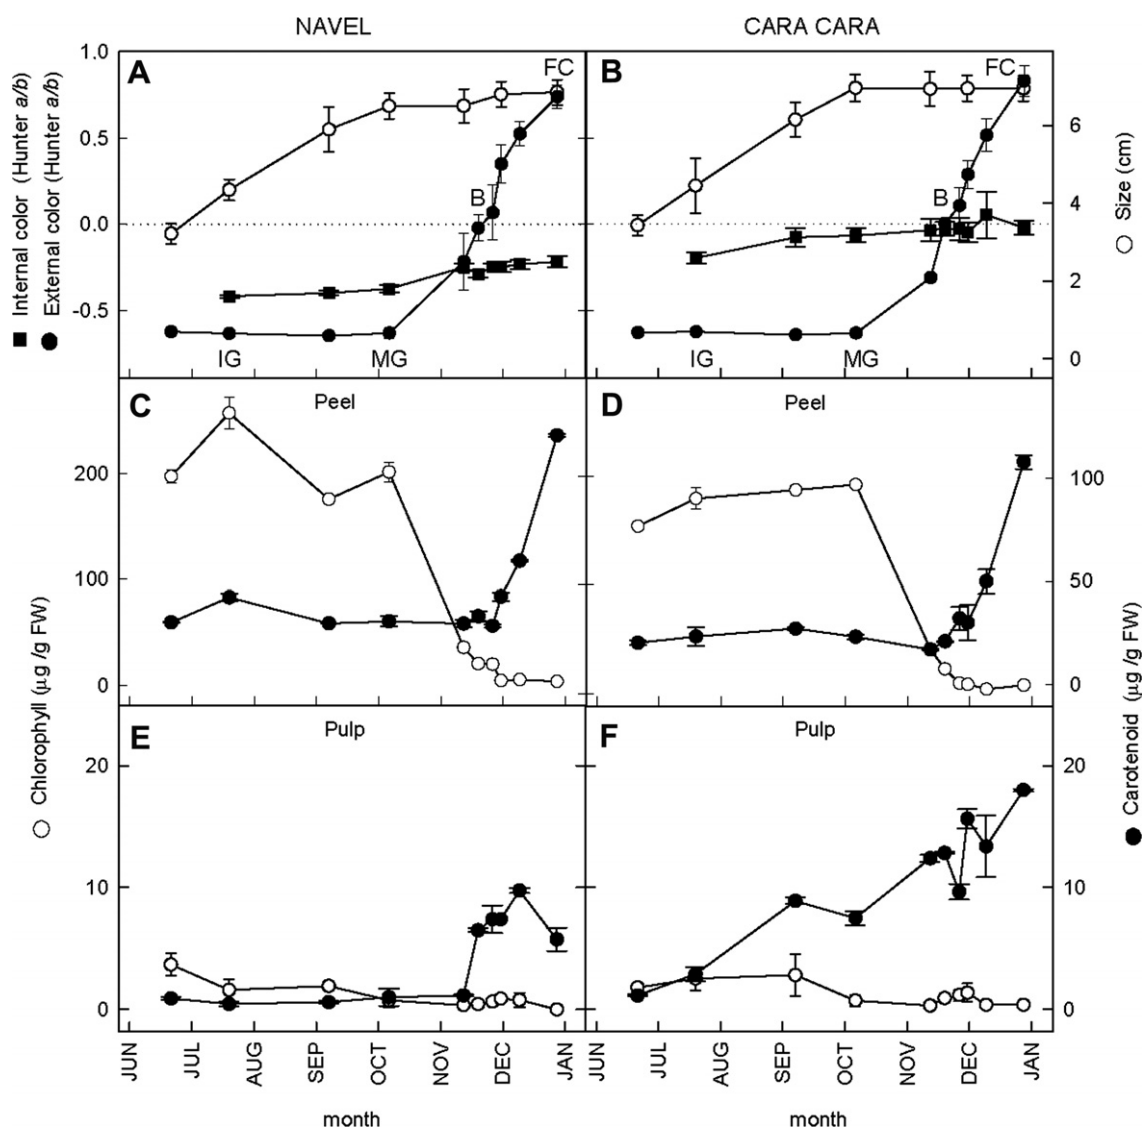 NAVEL
CARA CARA
A
FC
B
IG
MG
1.0
0.5
0.0
-0.5
Internal color (Hunter a/b)
External color (Hunter a/b)
B
FC
B
IG
MG
6
4
2
0
Size (cm)
C
Peel
200
100
0
D
Peel
100
50
0
Chlorophyll (µg /g FW)
Carotenoid (µg /g FW)
E
Pulp
20
10
0
F
Pulp
20
10
0
JUN
JUL
AUG
SEP
OCT
NOV
DEC
JAN
JUN
JUL
AUG
SEP
OCT
NOV
DEC
JAN
month
month